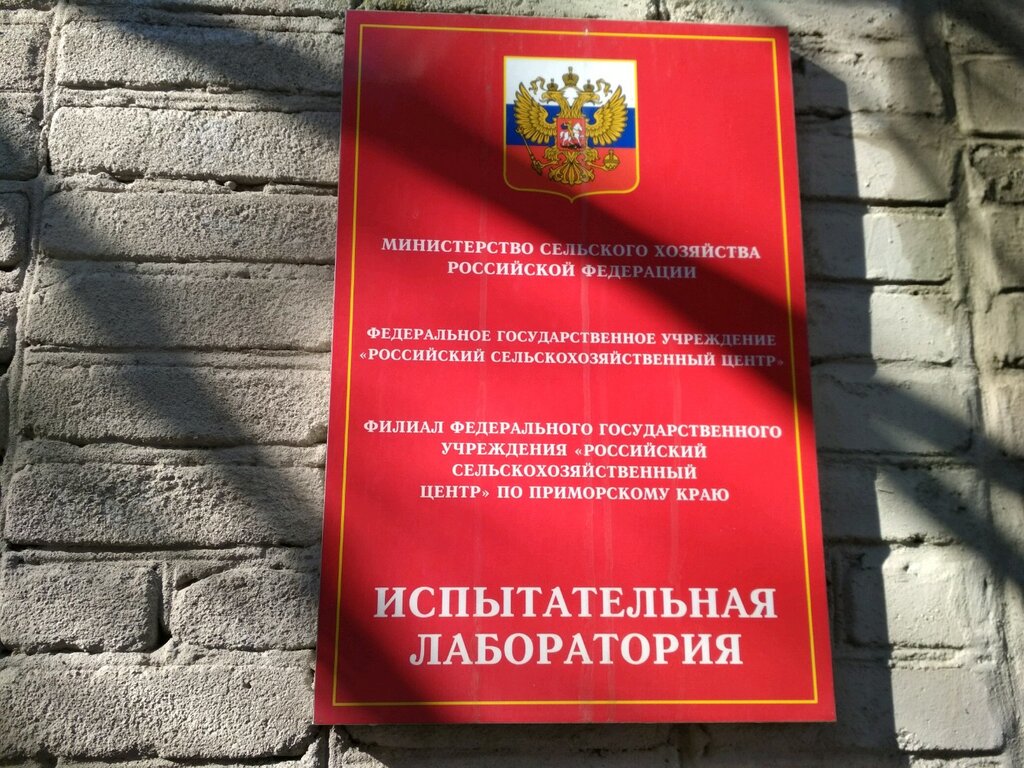 МИНИСТЕРСТВО СЕЛЬСКОГО ХОЗЯЙСТВА
РОССИЙСКОЙ ФЕДЕРАЦИИ
ФЕДЕРАЛЬНОЕ ГОСУДАРСТВЕННОЕ УЧРЕЖДЕНИЕ
«РОССИЙСКИЙ СЕЛЬСКОХОЗЯЙСТВЕННЫЙ ЦЕНТР»
ФИЛИАЛ ФЕДЕРАЛЬНОГО ГОСУДАРСТВЕННОГО
УЧРЕЖДЕНИЯ «РОССИЙСКИЙ
СЕЛЬСКОХОЗЯЙСТВЕННЫЙ
ЦЕНТР» ПО ПРИМОРСКОМУ КРАЮ
ИСПЫТАТЕЛЬНАЯ
ЛАБОРАТОРИЯ